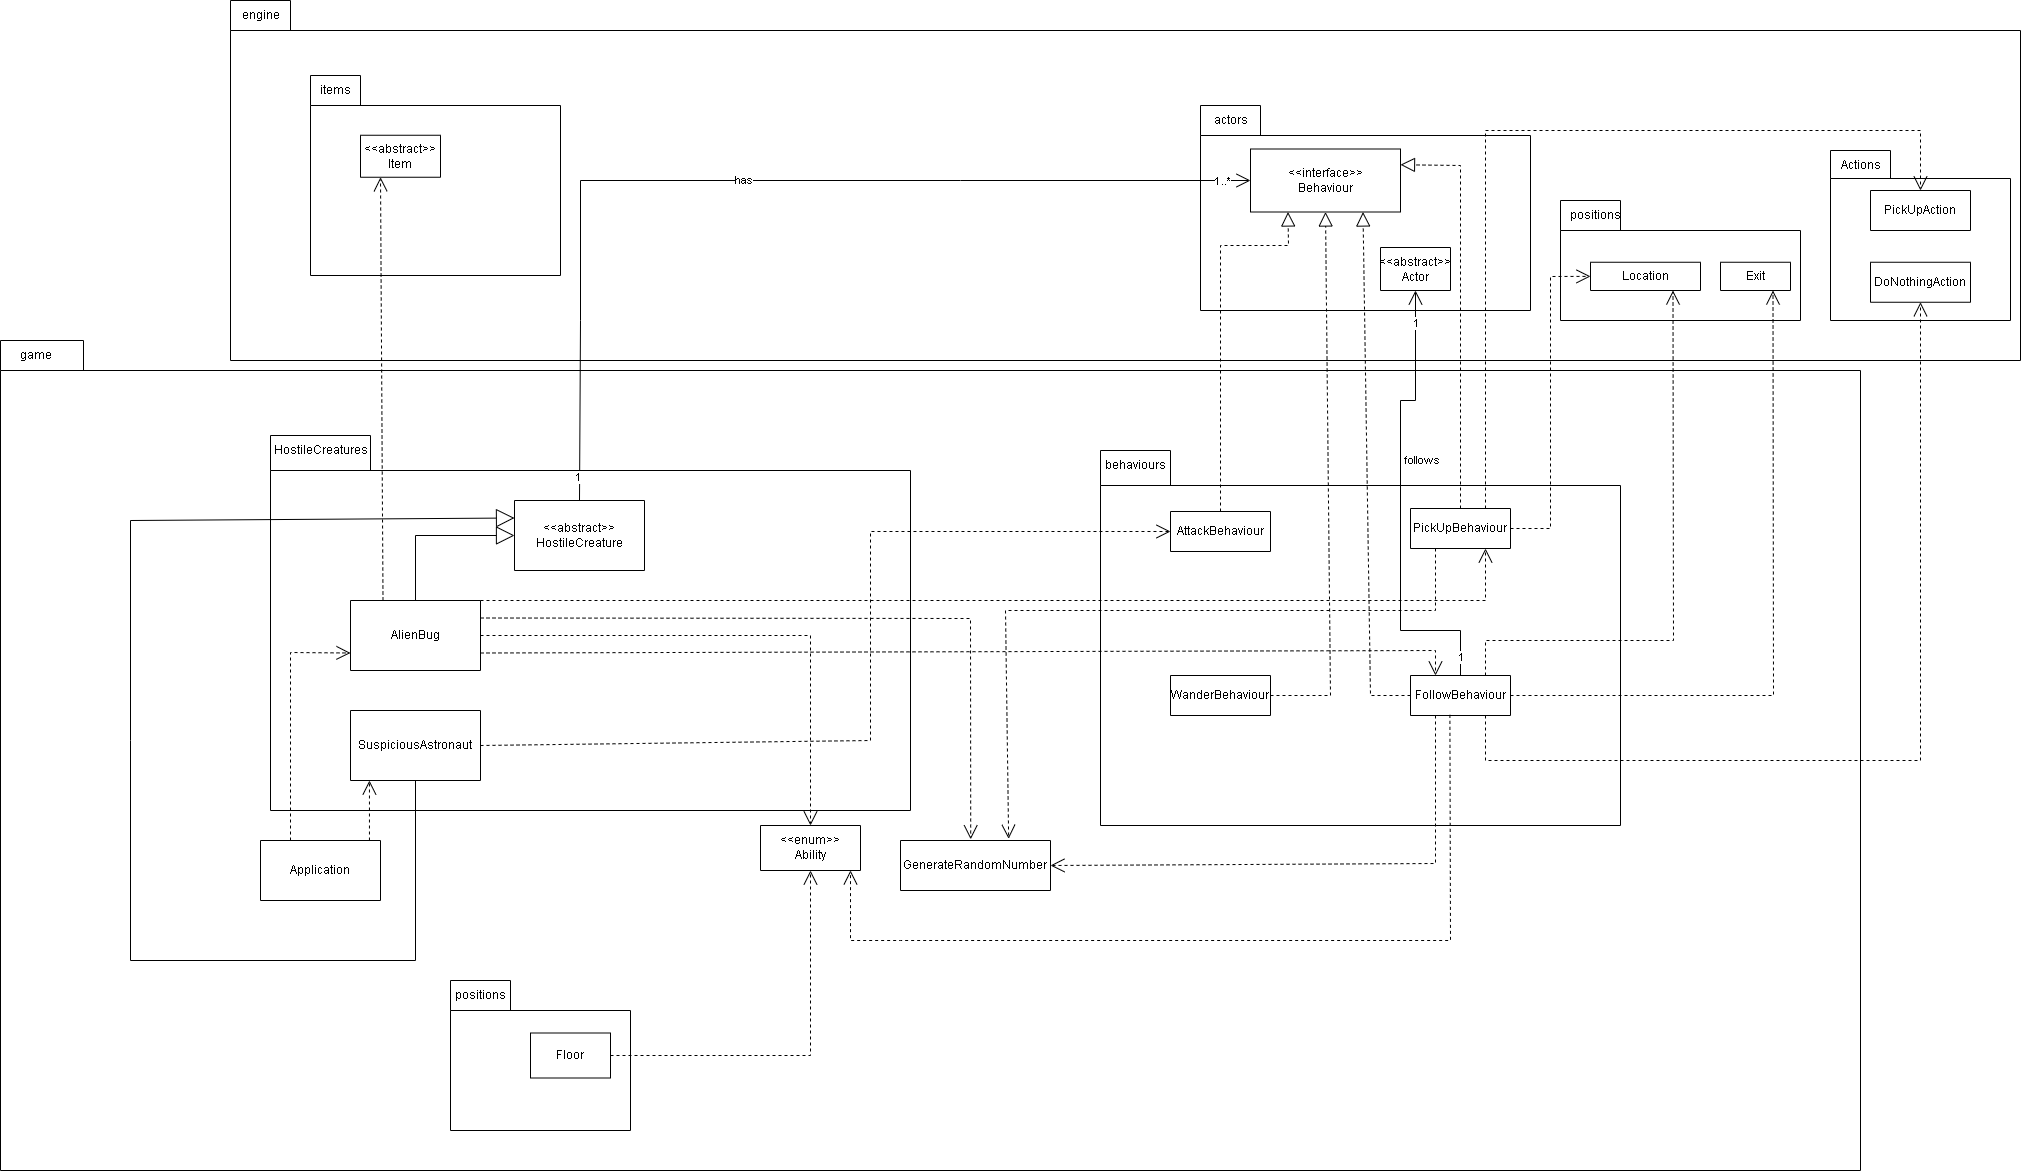 engine
items
<<abstract>>
Item
actors
<<interface>>
Behaviour
has
1..*
<<abstract>>
Actor
1
positions
Location
Exit
Actions
PickUpAction
DoNothingAction
game
HostileCreatures
1
<<abstract>>
HostileCreature
AlienBug
SuspiciousAstronaut
Application
behaviours
follows
AttackBehaviour
PickUpBehaviour
1
WanderBehaviour
FollowBehaviour
<<enum>>
Ability
GenerateRandomNumber
positions
Floor